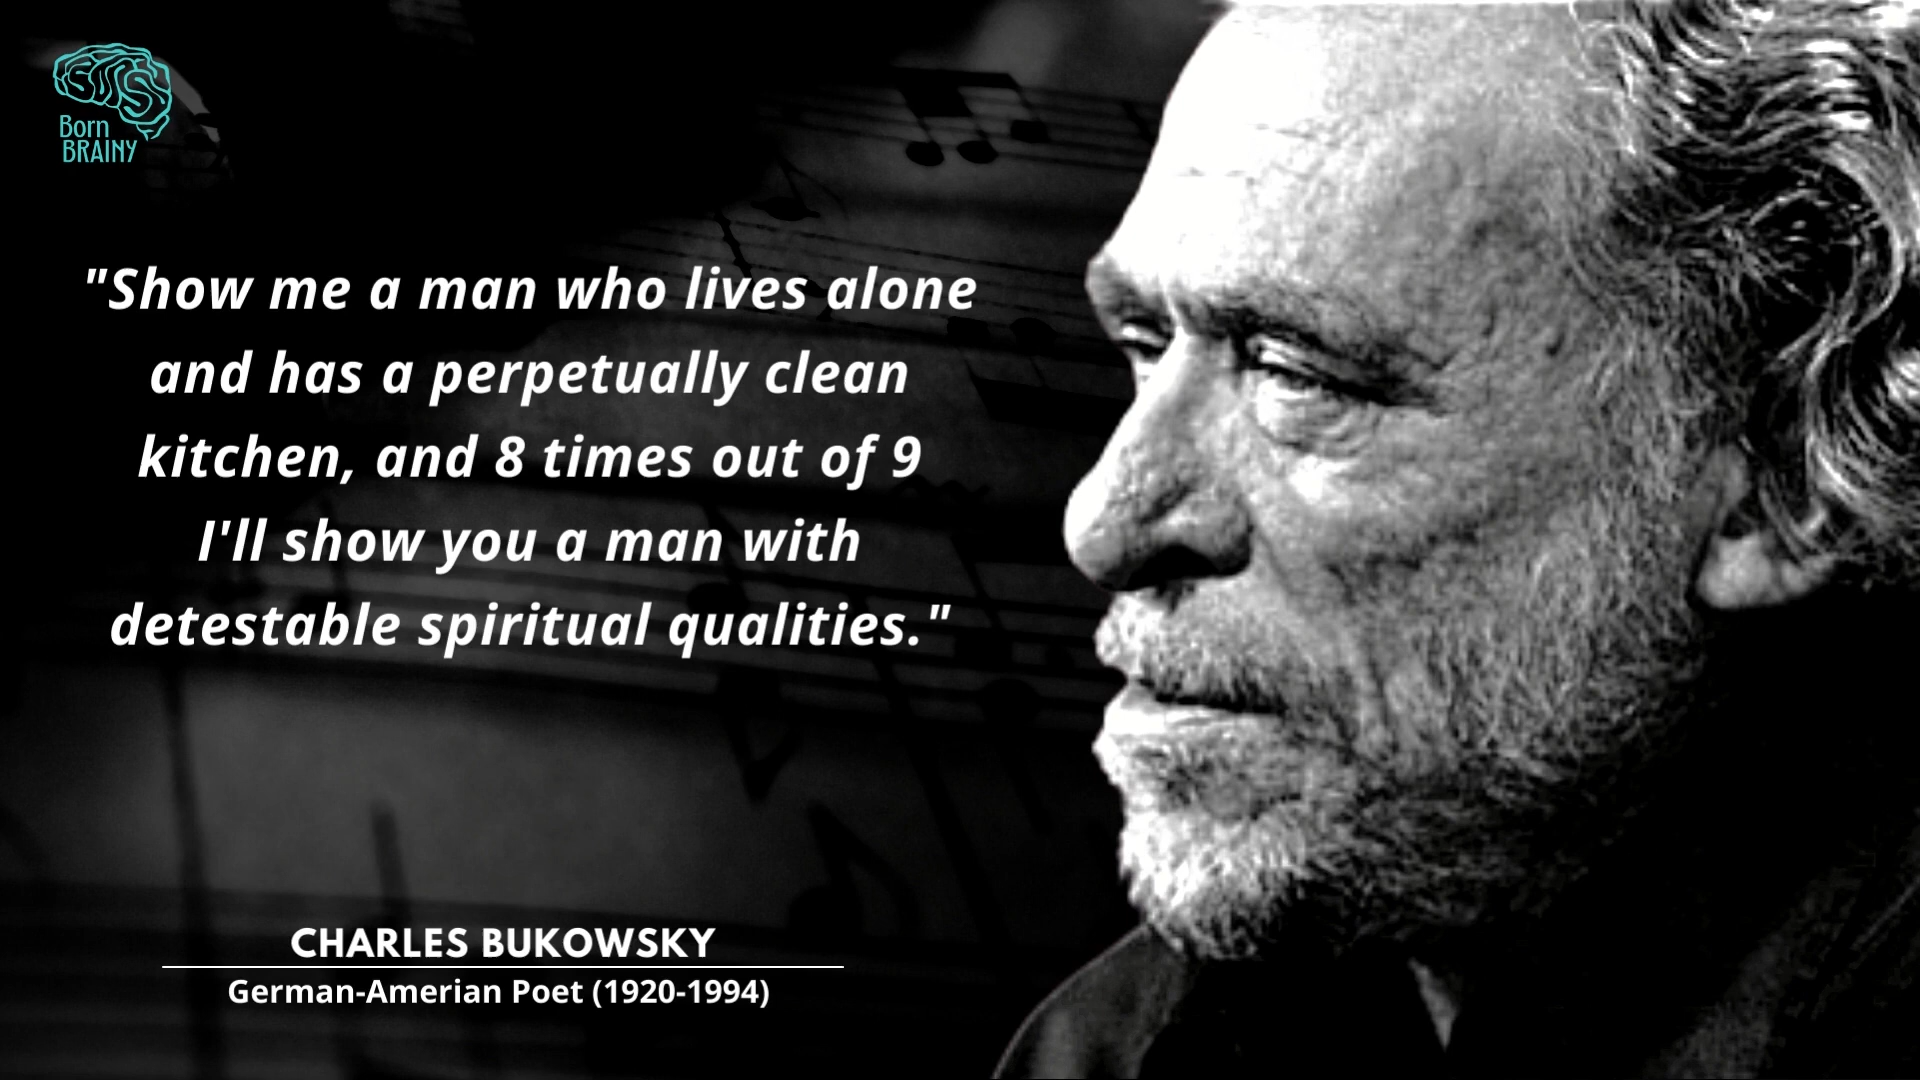 Born
BRAINY
"Show me a man who lives alone
and has a perpetually clean
kitchen, and 8 times out of 9
I'll show you a man with
detestable spiritual qualities."
CHARLES BUKOWSKY
German-Amerian Poet (1920-1994)